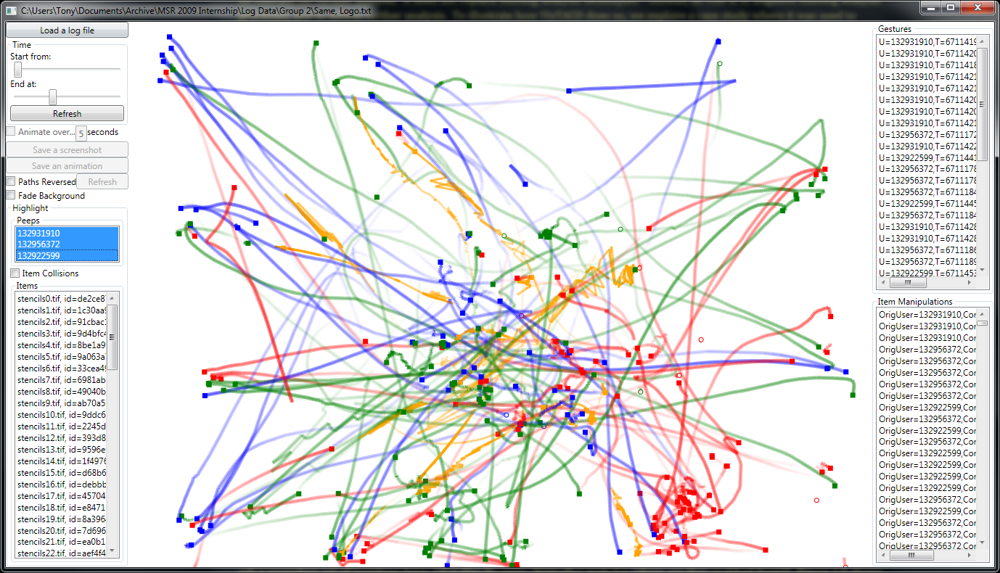 C:\Users\Tony\Documents\Archive\MSR 2009 Internship\Log Data\Group 2\Same, Logo.txt
Load a log file
Time
Start from:
End at:
Refresh
Animate over...
5
seconds
Save a screenshot
Save an animation
Paths Reversed
Refresh
Fade Background
Highlight
Peeps
132931910
132956372
132922599
Item Collisions
Items
stencils0.tif, id=de2ce8
stencils1.tif, id=1c30aa9
stencils2.tif, id=91cbac
stencils3.tif, id=9d4bfc4
stencils4.tif, id=8be1a9
stencils5.tif, id=9a063a
stencils6.tif, id=33cea49
stencils7.tif, id=6981ab
stencils8.tif, id=49040b
stencils9.tif, id=ab70a5
stencils10.tif, id=9ddc6
stencils11.tif, id=2245d
stencils12.tif, id=393d8
stencils13.tif, id=9596e
stencils14.tif, id=1f4976
stencils15.tif, id=d68b6
stencils16.tif, id=debbb
stencils17.tif, id=45704
stencils18.tif, id=e8471
stencils19.tif, id=8a396
stencils20.tif, id=7d696
stencils21.tif, id=ea0b1
stencils22.tif, id=aef4f4
Gestures
U=132931910,T=6711419
U=132931910,T=6711420
U=132931910,T=6711418
U=132931910,T=6711421
U=132931910,T=6711421
U=132931910,T=6711420
U=132931910,T=6711420
U=132931910,T=6711421
U=132956372,T=6711172
U=132931910,T=6711422
U=132922599,T=6711441
U=132956372,T=6711178
U=132956372,T=6711178
U=132956372,T=6711184
U=132922599,T=6711445
U=132956372,T=6711184
U=132931910,T=6711428
U=132931910,T=6711428
U=132956372,T=6711186
U=132956372,T=6711189
U=132922599,T=6711453
Item Manipulations
OrigUser=132931910,Cor
OrigUser=132931910,Cor
OrigUser=132931910,Cor
OrigUser=132956372,Cor
OrigUser=132956372,Cor
OrigUser=132956372,Cor
OrigUser=132956372,Cor
OrigUser=132956372,Cor
OrigUser=132922599,Cor
OrigUser=132956372,Cor
OrigUser=132922599,Cor
OrigUser=132956372,Cor
OrigUser=132956372,Cor
OrigUser=132922599,Cor
OrigUser=132922599,Cor
OrigUser=132922599,Cor
OrigUser=132956372,Cor
OrigUser=132922599,Cor
OrigUser=132956372,Cor
OrigUser=132922599,Cor
OrigUser=132956372,Cor